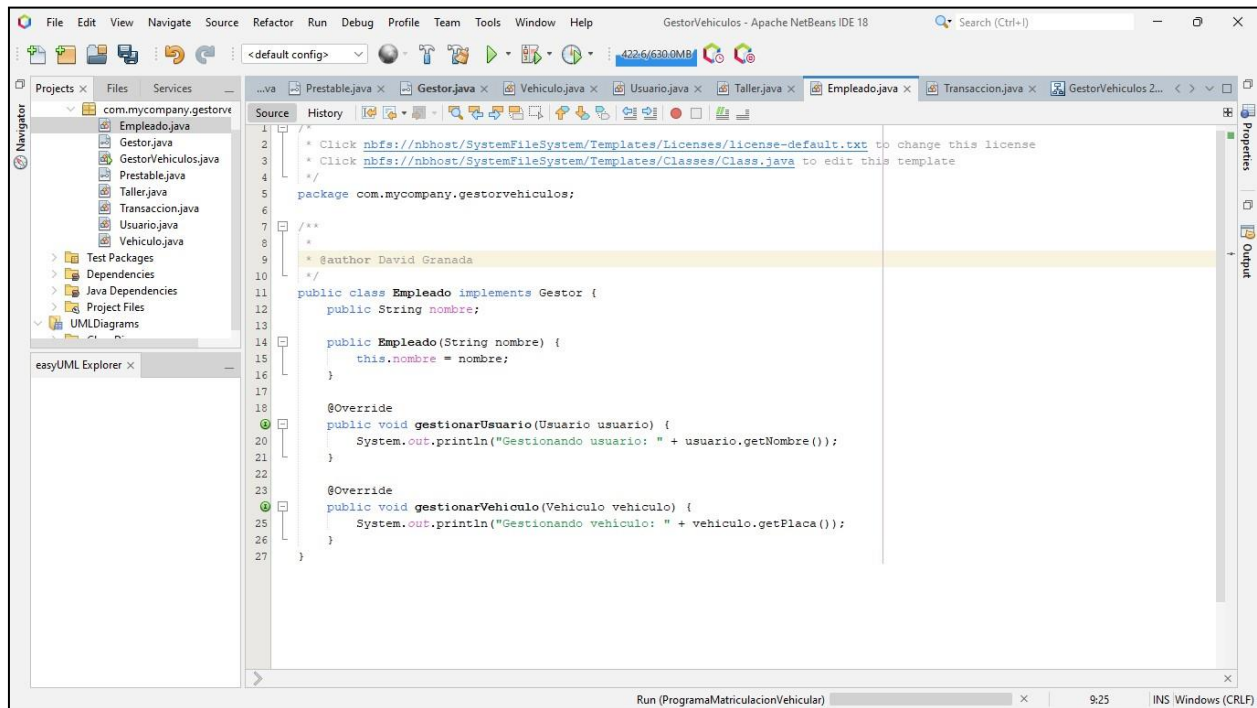 File Edit View Navigate Source Refactor Run Debug Profile Team Tools Window Help GestorVehiculos - Apache NetBeans IDE 18 Search (Ctrl+I)
<default config> 422.6/630.0MB
Projects Files Services
...va Prestable.java Gestor.java Vehiculo.java Usuario.java Taller.java Empleado.java Transaccion.java GestorVehiculos 2...
Navigator
com.mycompany.gestorve
Empleado.java
Gestor.java
GestorVehiculos.java
Prestable.java
Taller.java
Transaccion.java
Usuario.java
Vehiculo.java
Test Packages
Dependencies
Java Dependencies
Project Files
UMLDiagrams
easyUML Explorer
Source History
1 /*
2 * Click nbfs://nbhost/SystemFileSystem/Templates/Licenses/license-default.txt to change this license
3 * Click nbfs://nbhost/SystemFileSystem/Templates/Classes/Class.java to edit this template
4 */
5 package com.mycompany.gestorvehiculos;
6
7 /**
8 *
9 * @author David Granada
10 */
11 public class Empleado implements Gestor {
12 public String nombre;
13
14 public Empleado(String nombre) {
15 this.nombre = nombre;
16 }
17
18 @Override
public void gestionarUsuario(Usuario usuario) {
20 System.out.println("Gestionando usuario: " + usuario.getNombre());
21 }
22
23 @Override
public void gestionarVehiculo(Vehiculo vehiculo) {
25 System.out.println("Gestionando vehiculo: " + vehiculo.getPlaca());
26 }
27 }
Properties
Output
Run (ProgramaMatriculacionVehicular) 9:25 INS Windows (CRLF)